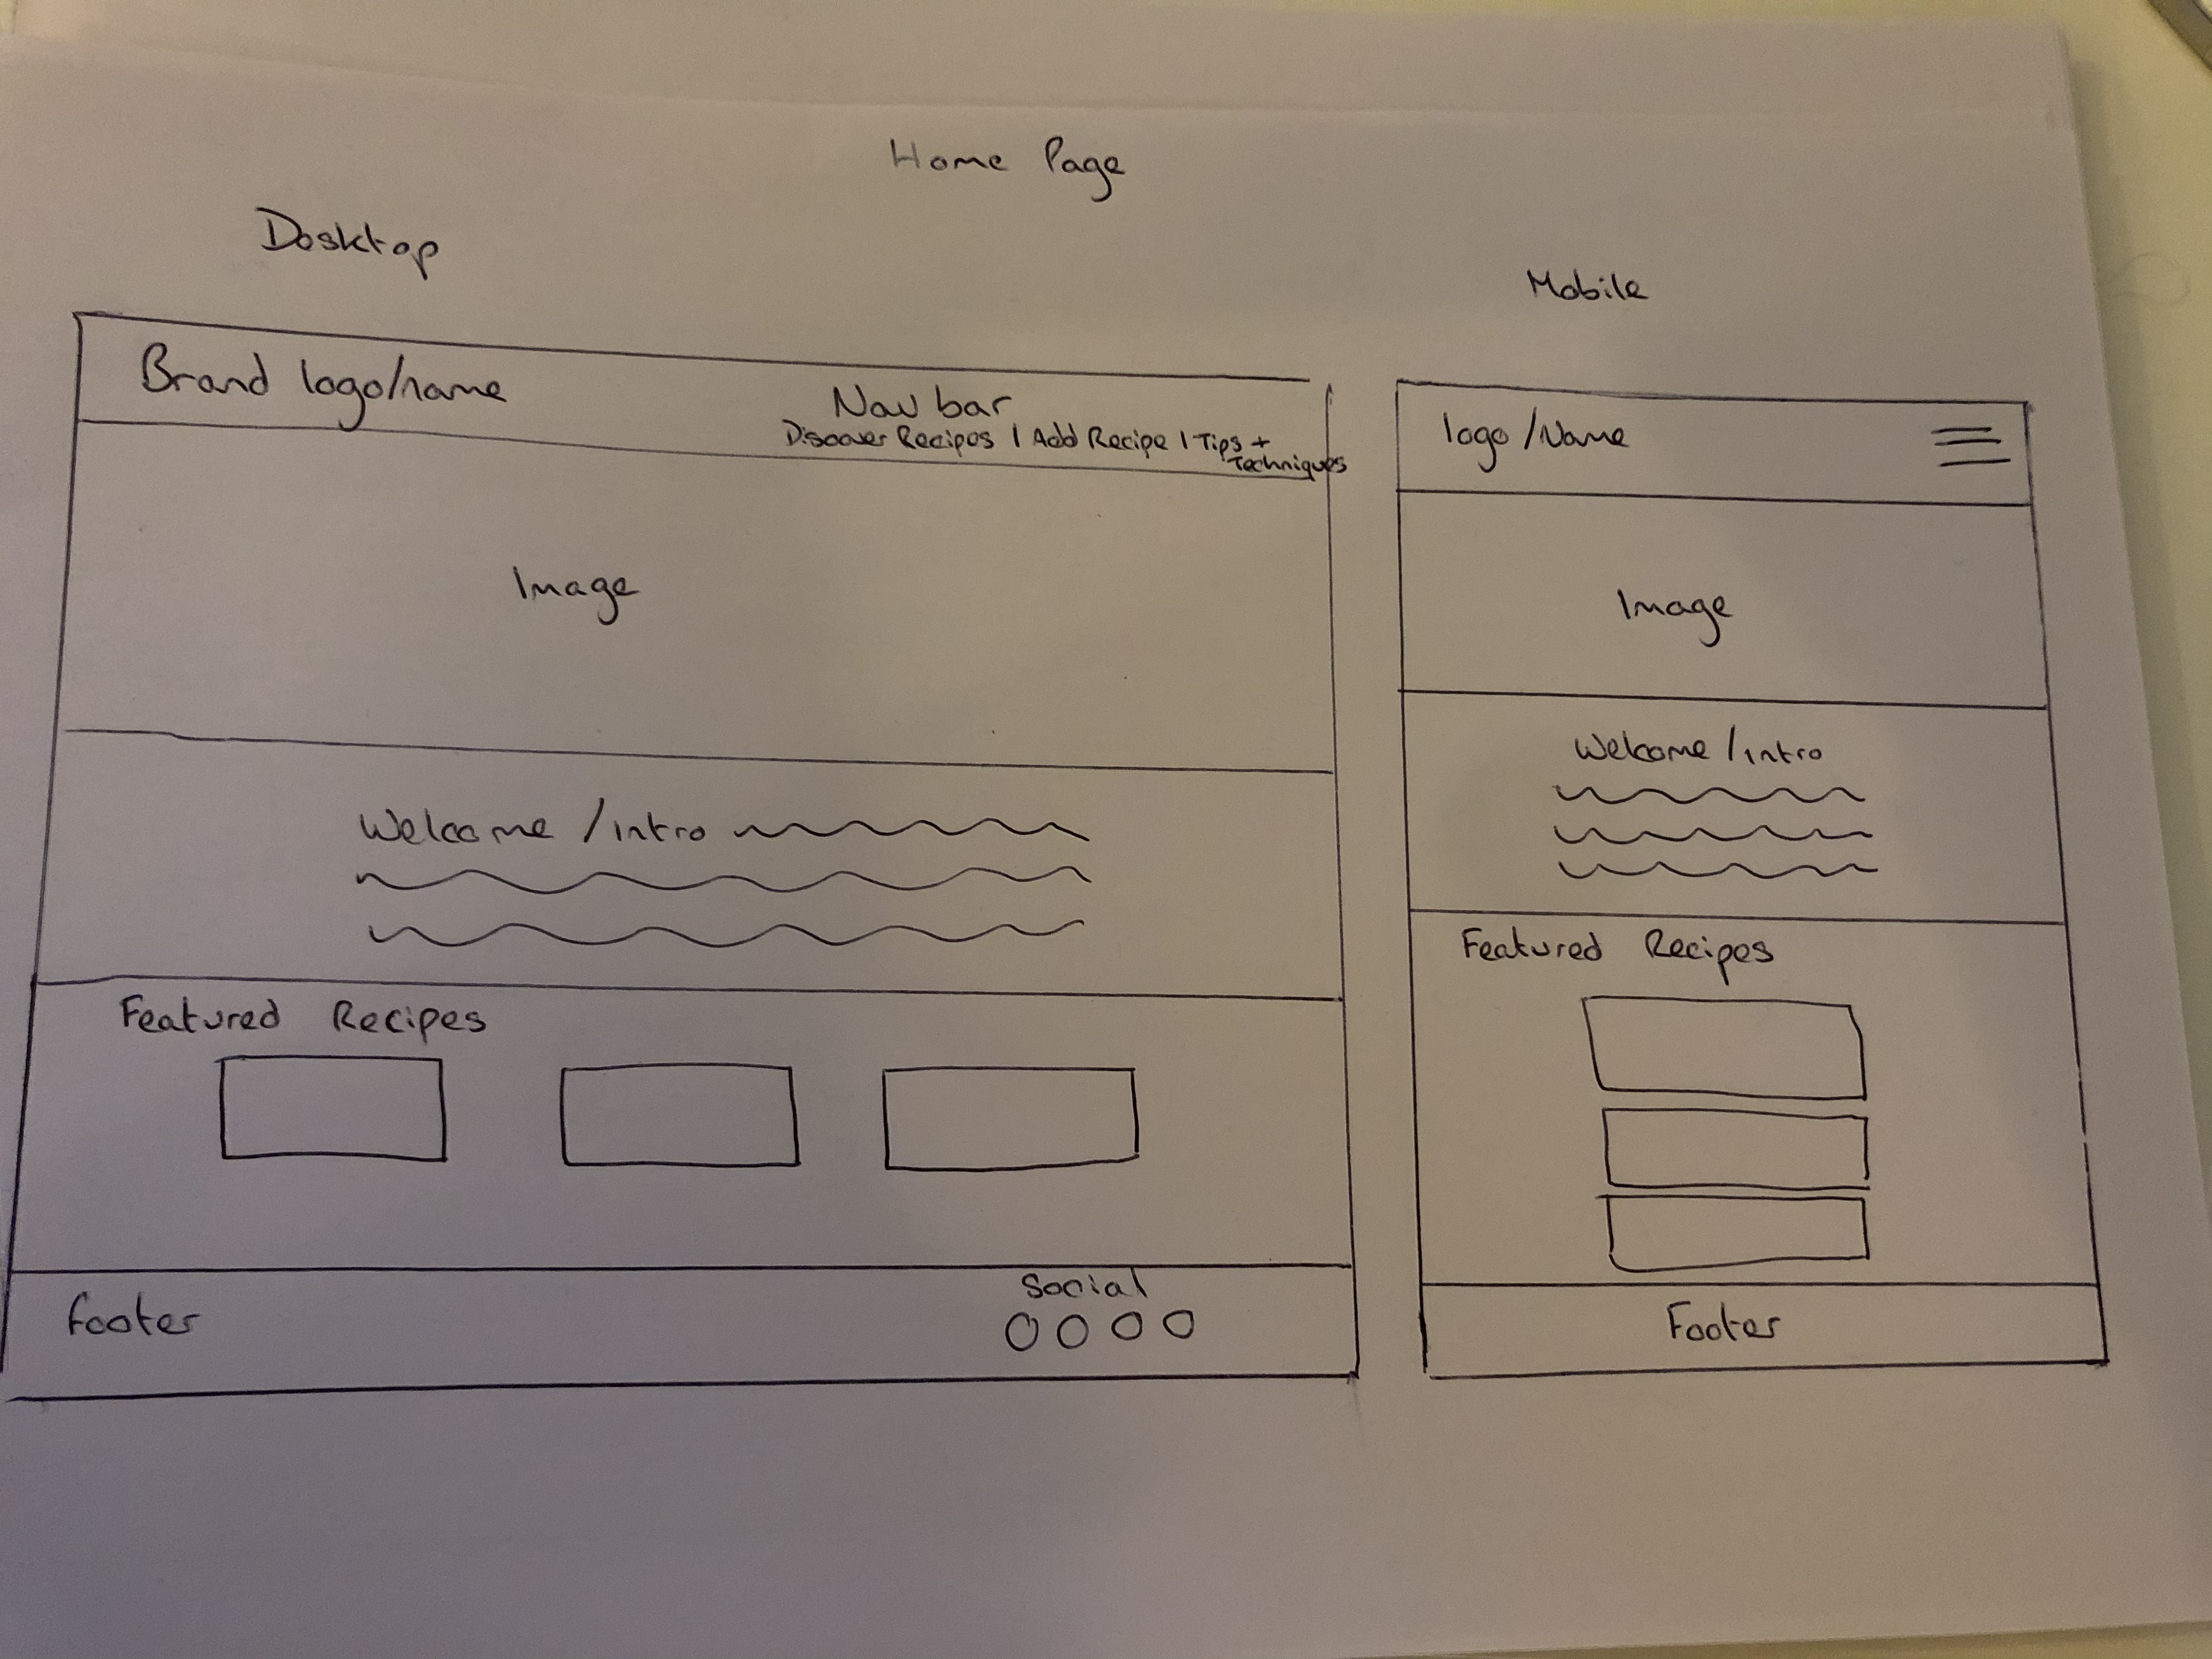 Home Page
Desktop
Brand logo/name
Nav bar
Discover Recipes | Add Recipe | Tips +
Techniques
Image
Welcome / intro
Featured Recipes
Footer
Social
Mobile
logo / Name
Image
Welcome / intro
Featured Recipes
Footer